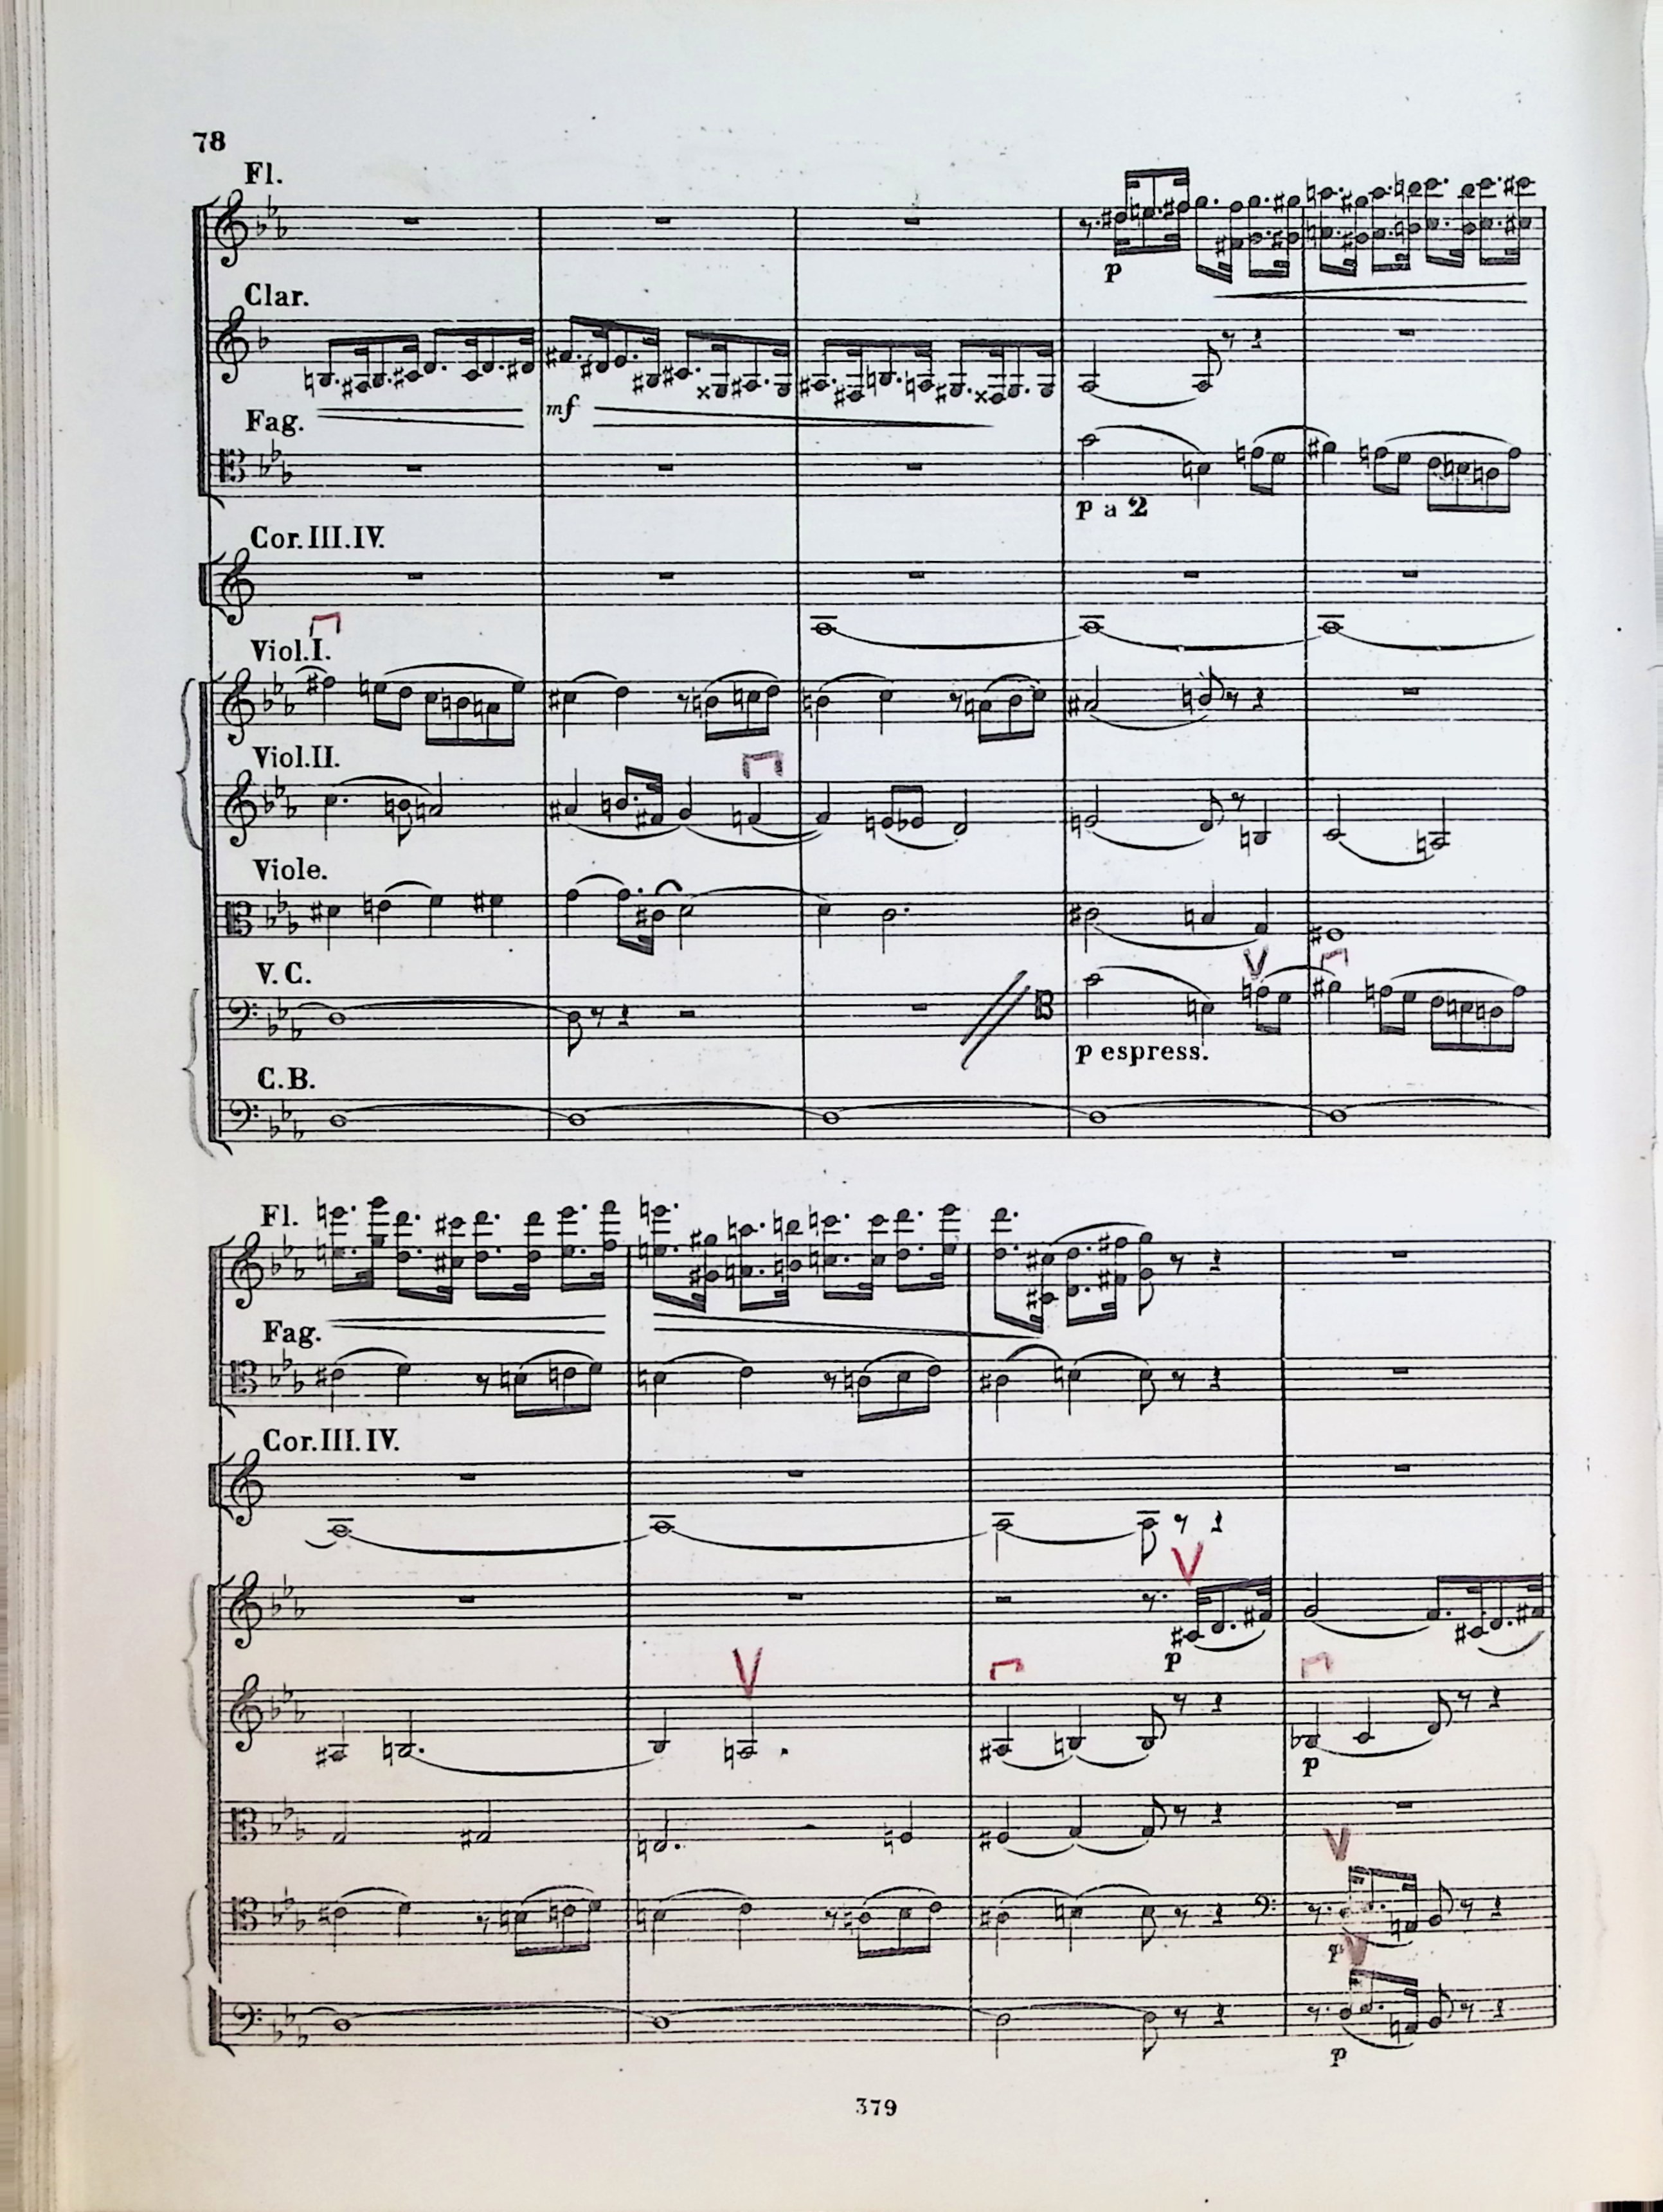 78
Fl.
Clar.
mf
Fag.
p
p a 2
Cor. III. IV.
Viol. I.
Viol. II.
Viole.
V. C.
p espress.
C. B.
Fl.
Fag.
Cor. III. IV.
p
p
p
p
379